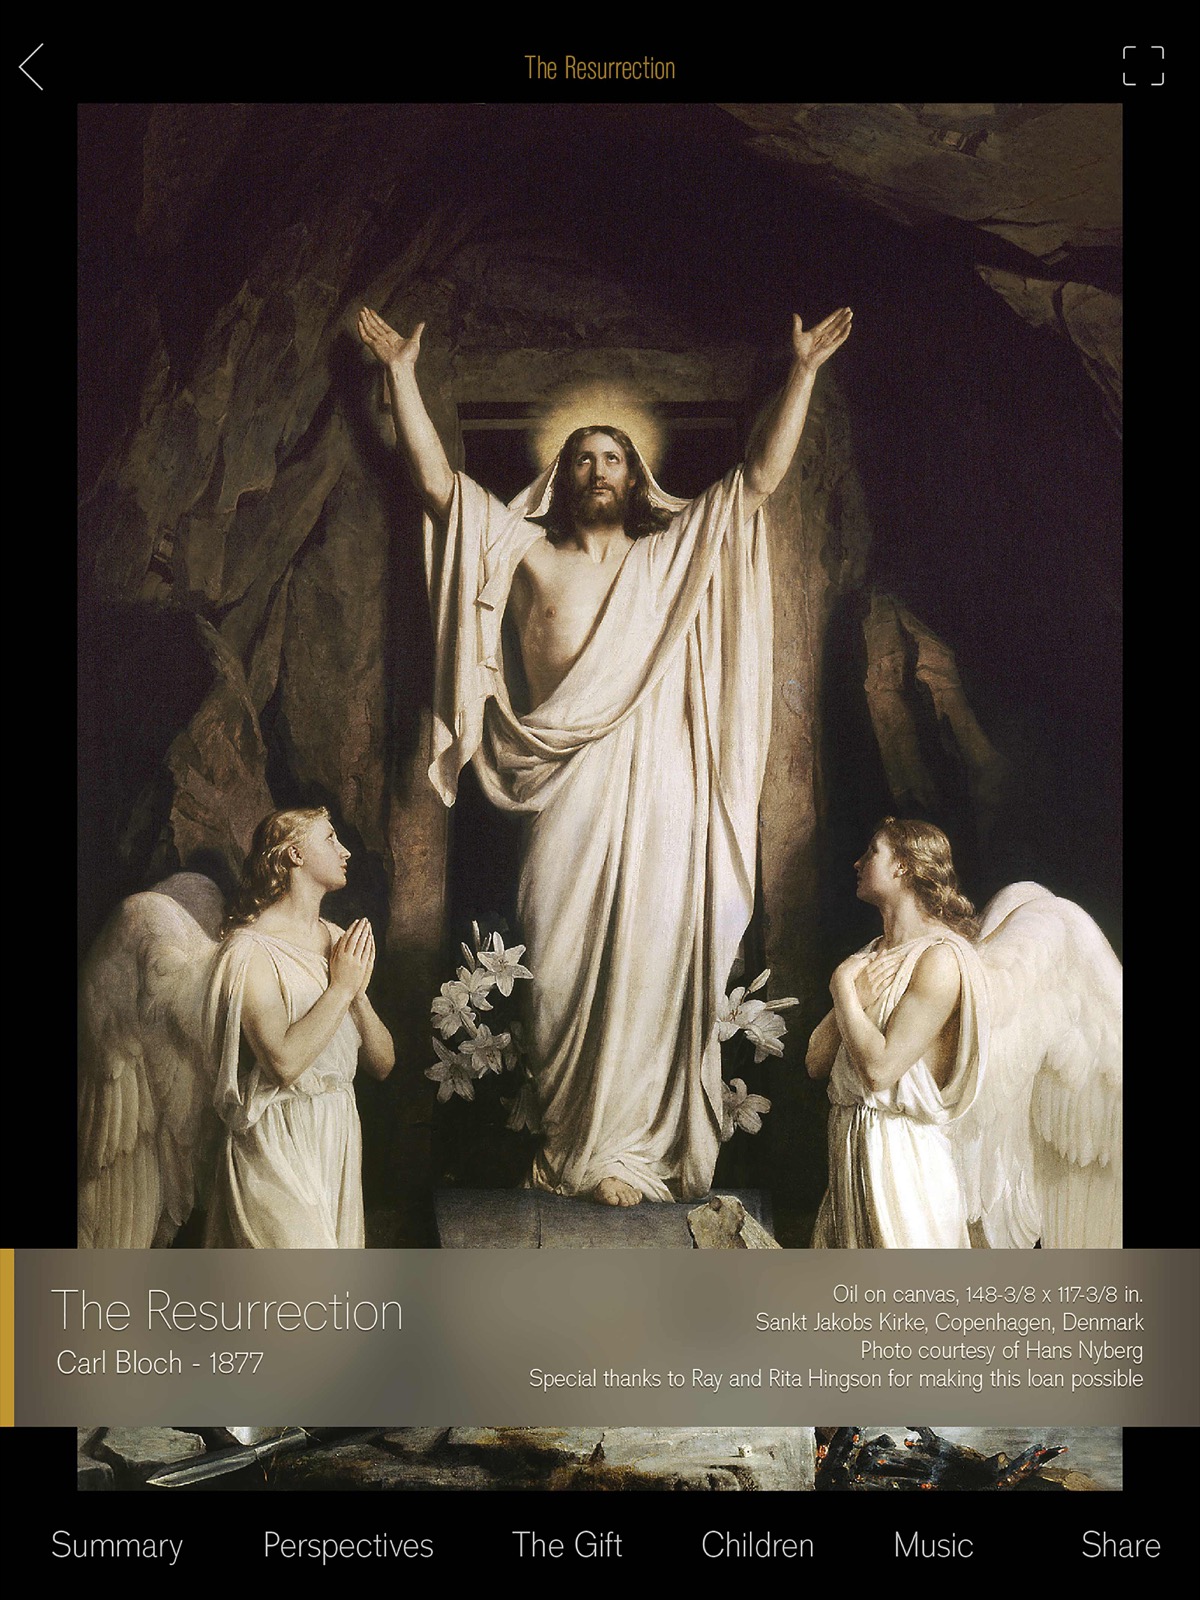 The Resurrection
The Resurrection
Carl Bloch - 1877
Oil on canvas, 148-3/8 x 117-3/8 in.
Sankt Jakobs Kirke, Copenhagen, Denmark
Photo courtesy of Hans Nyberg
Special thanks to Ray and Rita Hingson for making this loan possible
Summary Perspectives The Gift Children Music Share